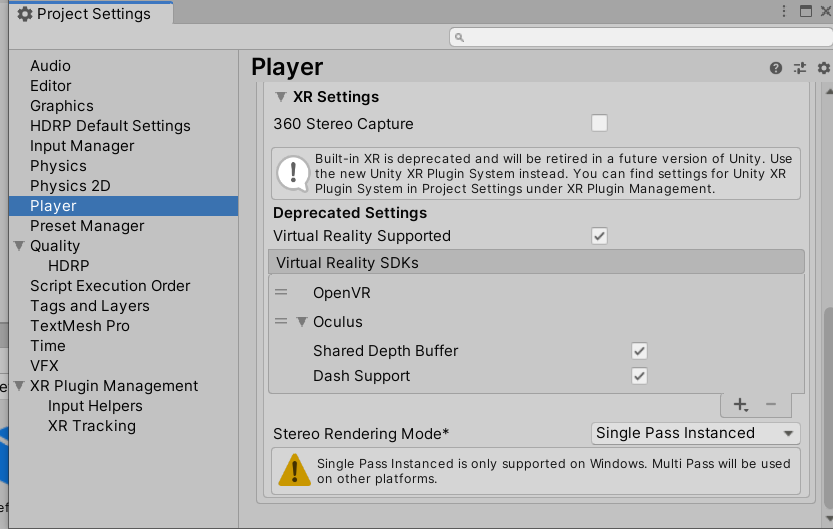 Project Settings
Audio
Editor
Graphics
HDRP Default Settings
Input Manager
Physics
Physics 2D
Player
Preset Manager
Quality
HDRP
Script Execution Order
Tags and Layers
TextMesh Pro
Time
VFX
XR Plugin Management
Input Helpers
XR Tracking
Player
XR Settings
360 Stereo Capture
Built-in XR is deprecated and will be retired in a future version of Unity. Use
the new Unity XR Plugin System instead. You can find settings for Unity XR
Plugin System in Project Settings under XR Plugin Management.
Deprecated Settings
Virtual Reality Supported
Virtual Reality SDKs
OpenVR
Oculus
Shared Depth Buffer
Dash Support
Stereo Rendering Mode*
Single Pass Instanced
Single Pass Instanced is only supported on Windows. Multi Pass will be used
on other platforms.